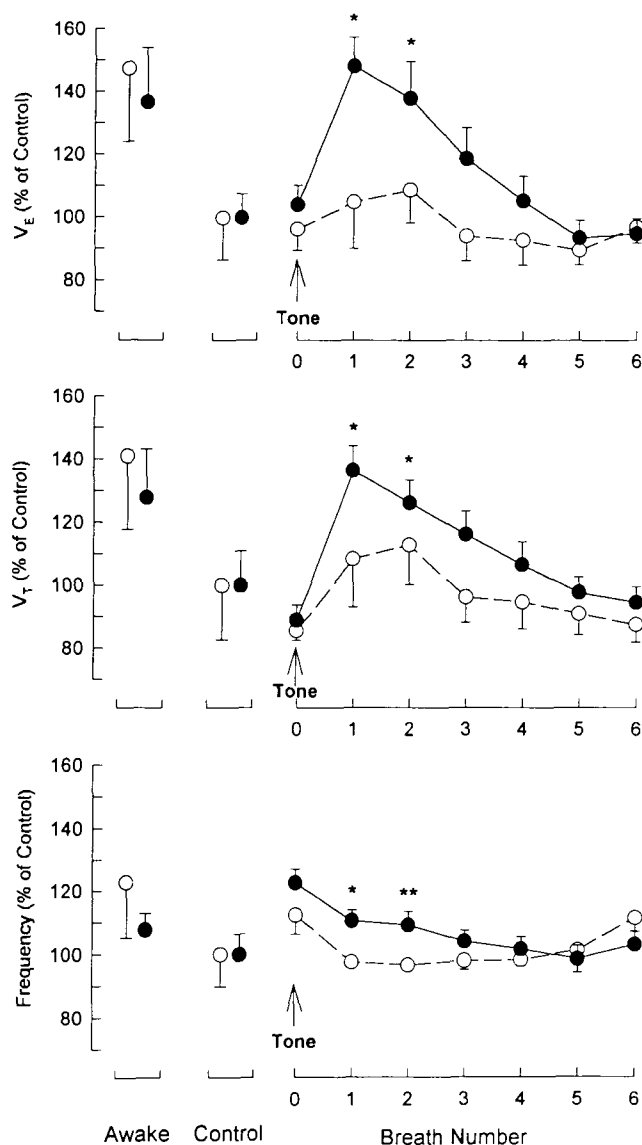 160
140
120
100
80
V_E (% of Control)
* *
Tone
0 1 2 3 4 5 6
160
140
120
100
80
V_T (% of Control)
* *
Tone
0 1 2 3 4 5 6
160
140
120
100
80
Frequency (% of Control)
* **
Tone
0 1 2 3 4 5 6
Awake Control Breath Number